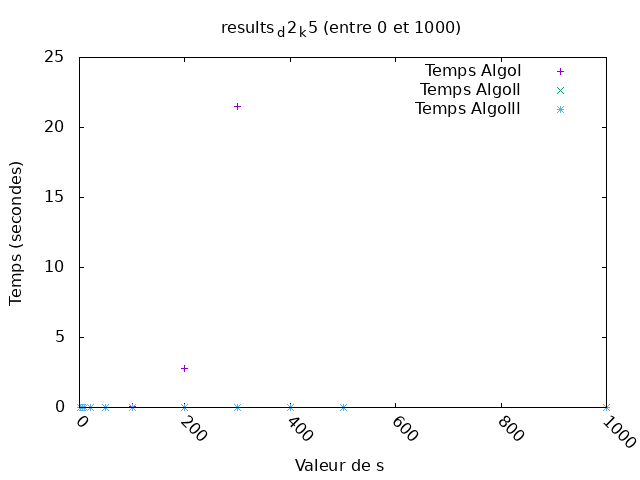 results_d2_k5 (entre 0 et 1000)
25
20
15
10
5
0
Temps (secondes)
Temps AlgoI
Temps AlgoII
Temps AlgoIII
0
200
400
600
800
1000
Valeur de s